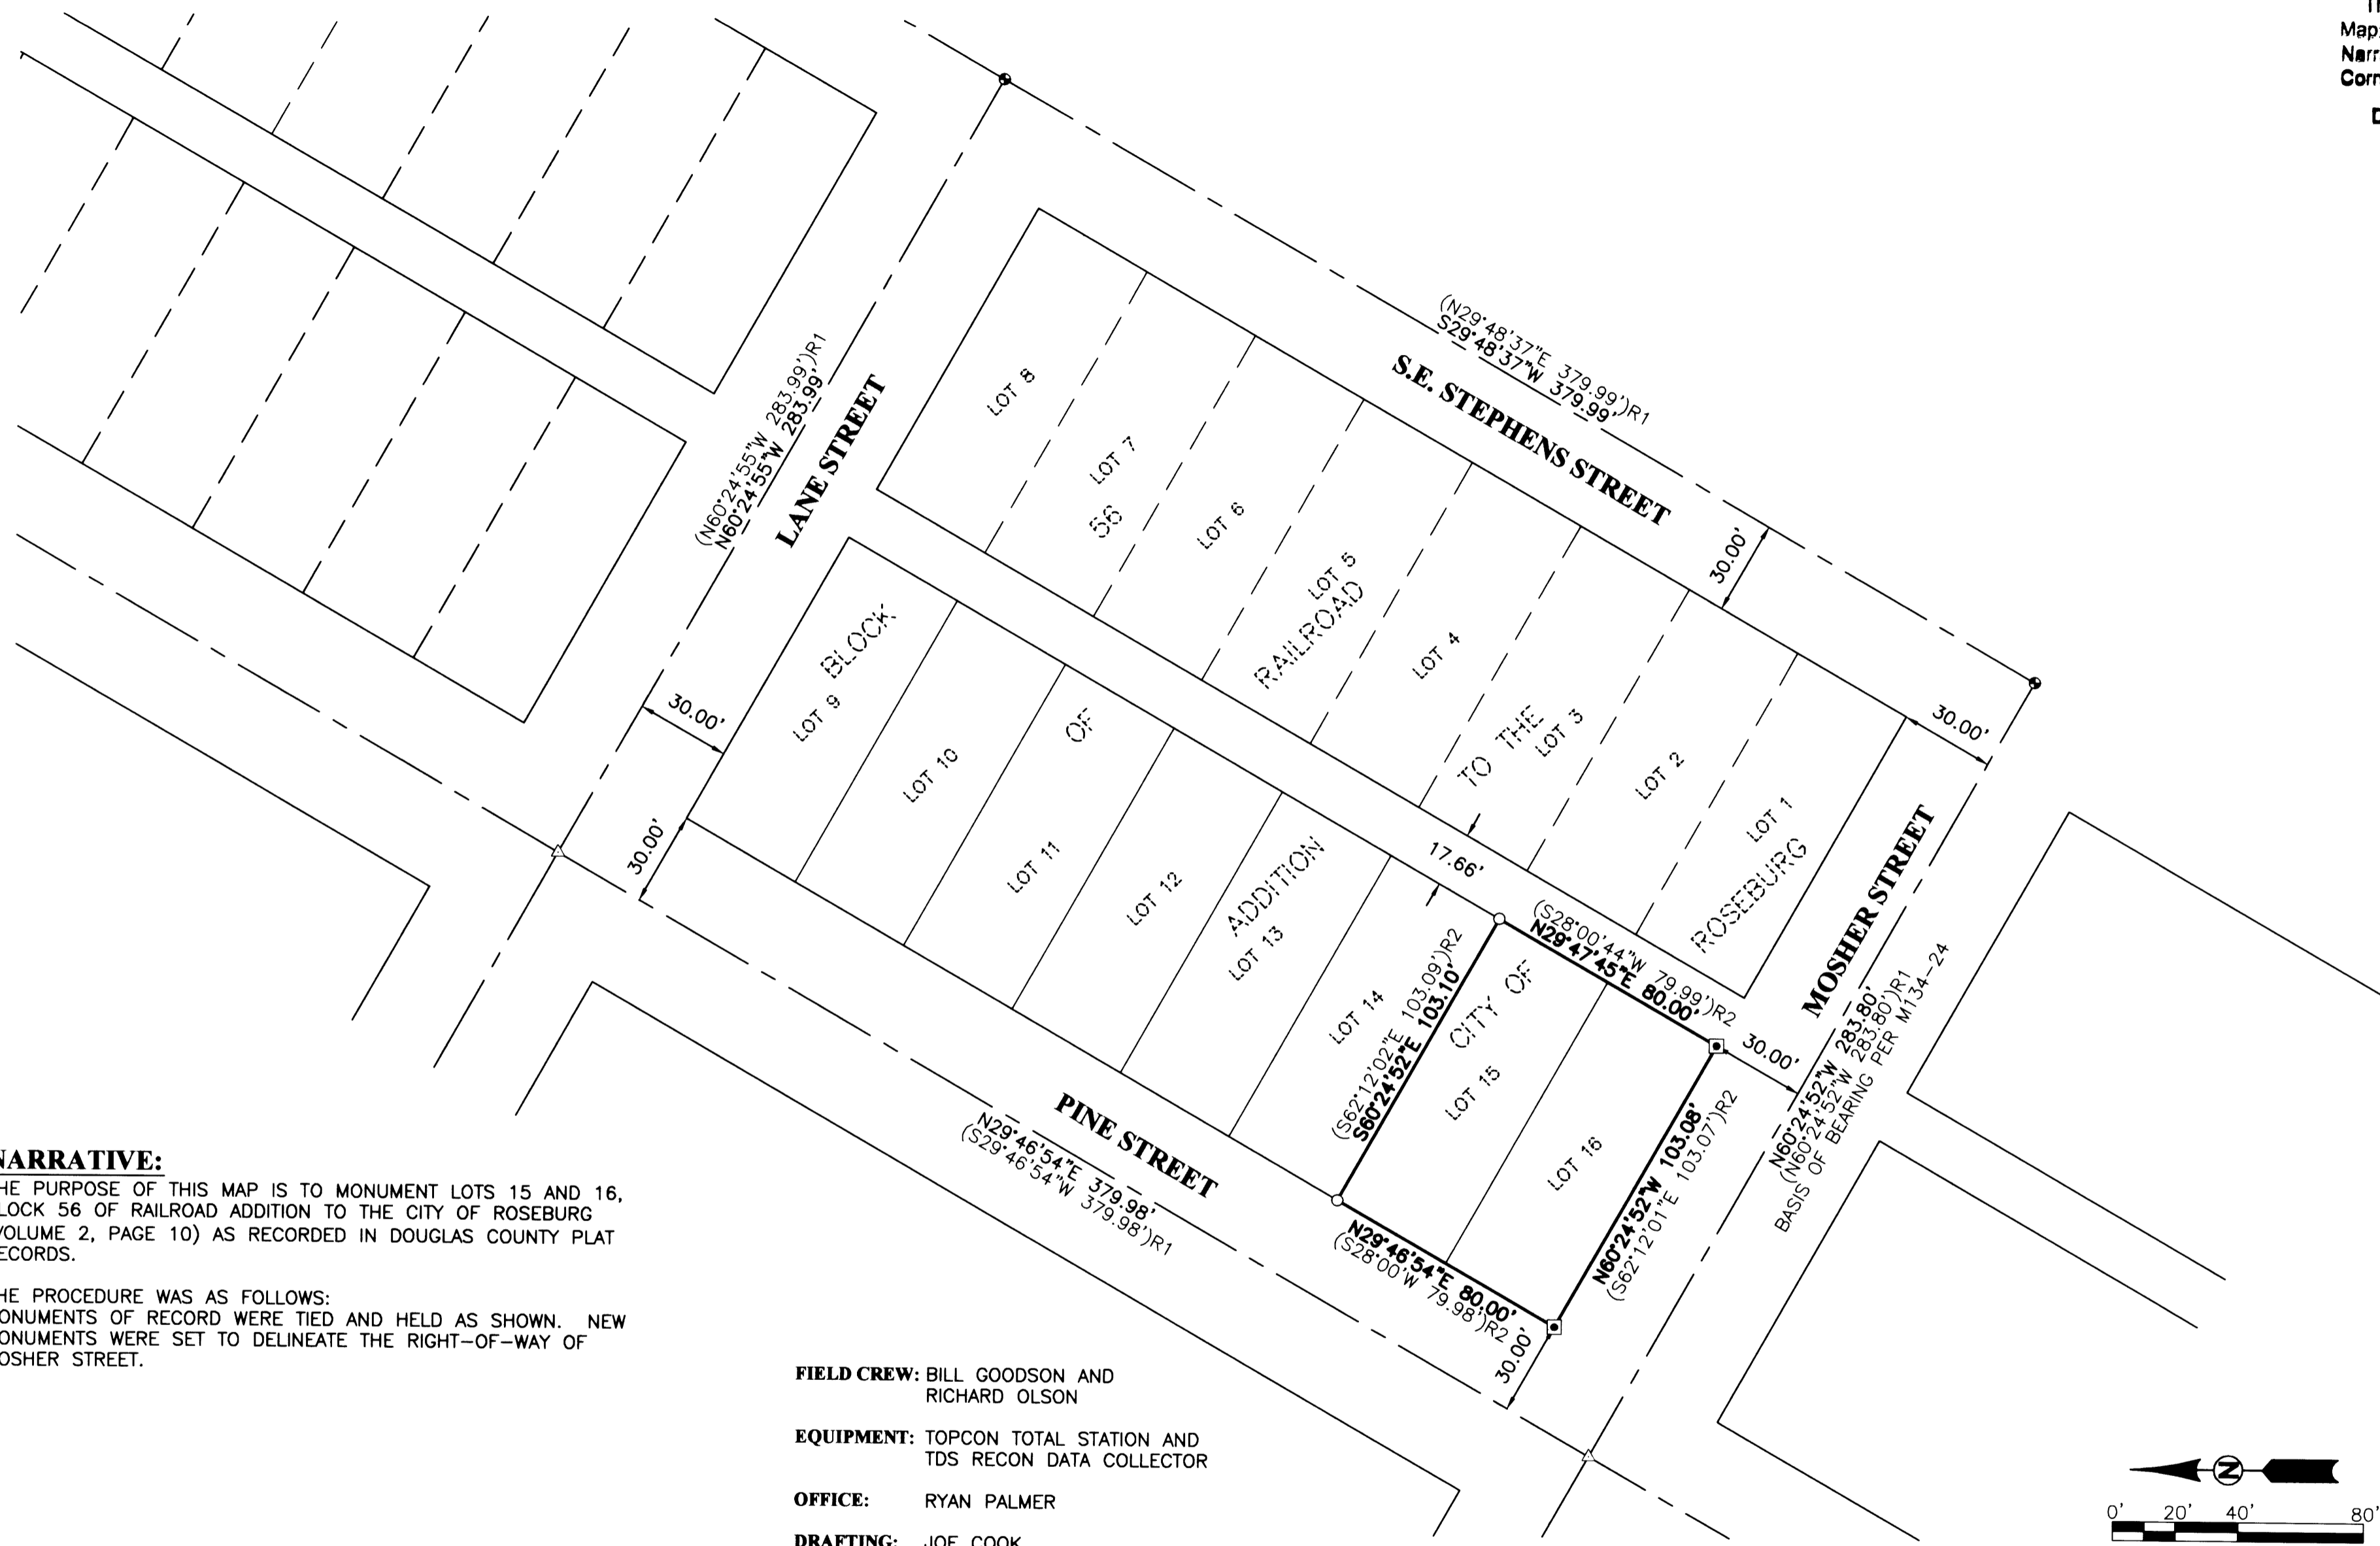 Map
Narr
Corn
(N29°48'37"E 379.99')R1
S29°48'37"W 379.99'
S.E. STEPHENS STREET
(N60°24'55"W 283.99')R1
N60°24'55"W 283.99'
LANE STREET
LOT 8
LOT 7
56
LOT 6
LOT 5
RAILROAD
LOT 4
TO THE
LOT 3
LOT 2
LOT 1
ROSEBURG
30.00'
30.00'
30.00'
30.00'
BLOCK
LOT 9
LOT 10
OF
LOT 11
LOT 12
ADDITION
LOT 13
LOT 14
17.66'
(S28°00'44"W 79.99')R2
N29°47'45"E 80.00'
CITY OF
LOT 15
LOT 16
(S62°12'02"E 103.09')R2
S60°24'52"E 103.10'
30.00'
MOSHER STREET
N60°24'52"W 283.80'
(N60°24'52"W 283.80')R1
BASIS OF BEARING PER M134-24
N60°24'52"W 103.08'
(S62°12'01"E 103.07')R2
PINE STREET
N29°46'54"E 379.98'
(S29°46'54"W 379.98')R1
N29°46'54"E 80.00'
(S28°00'W 79.98')R2
30.00'
NARRATIVE:
HE PURPOSE OF THIS MAP IS TO MONUMENT LOTS 15 AND 16,
LOCK 56 OF RAILROAD ADDITION TO THE CITY OF ROSEBURG
VOLUME 2, PAGE 10) AS RECORDED IN DOUGLAS COUNTY PLAT
ECORDS.
HE PROCEDURE WAS AS FOLLOWS:
ONUMENTS OF RECORD WERE TIED AND HELD AS SHOWN. NEW
ONUMENTS WERE SET TO DELINEATE THE RIGHT-OF-WAY OF
OSHER STREET.
FIELD CREW: BILL GOODSON AND
RICHARD OLSON
EQUIPMENT: TOPCON TOTAL STATION AND
TDS RECON DATA COLLECTOR
OFFICE: RYAN PALMER
DRAFTING: JOE COOK
N
0' 20' 40' 80'